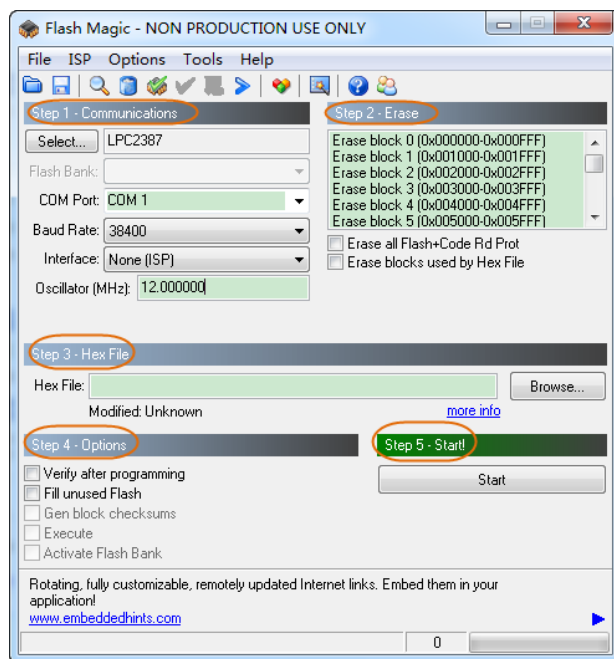 Flash Magic - NON PRODUCTION USE ONLY
File ISP Options Tools Help
Step 1 - Communications
Select... LPC2387
Flash Bank:
COM Port: COM 1
Baud Rate: 38400
Interface: None (ISP)
Oscillator (MHz): 12.000000
Step 2 - Erase
Erase block 0 (0x000000-0x000FFF)
Erase block 1 (0x001000-0x001FFF)
Erase block 2 (0x002000-0x002FFF)
Erase block 3 (0x003000-0x003FFF)
Erase block 4 (0x004000-0x004FFF)
Erase block 5 (0x005000-0x005FFF)
Erase all Flash+Code Rd Prot
Erase blocks used by Hex File
Step 3 - Hex File
Hex File: Browse...
Modified: Unknown more info
Step 4 - Options
Verify after programming
Fill unused Flash
Gen block checksums
Execute
Activate Flash Bank
Step 5 - Start!
Start
Rotating, fully customizable, remotely updated Internet links. Embed them in your
application!
www.embeddedhints.com
0